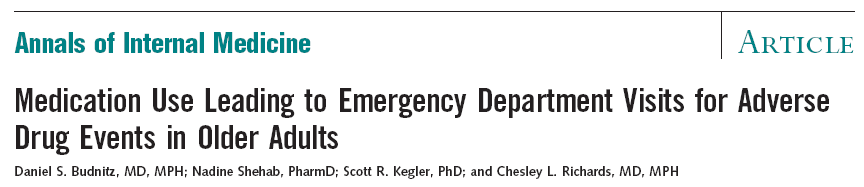 Annals of Internal Medicine
ARTICLE
Medication Use Leading to Emergency Department Visits for Adverse
Drug Events in Older Adults
Daniel S. Budnitz, MD, MPH; Nadine Shehab, PharmD; Scott R. Kegler, PhD; and Chesley L. Richards, MD, MPH